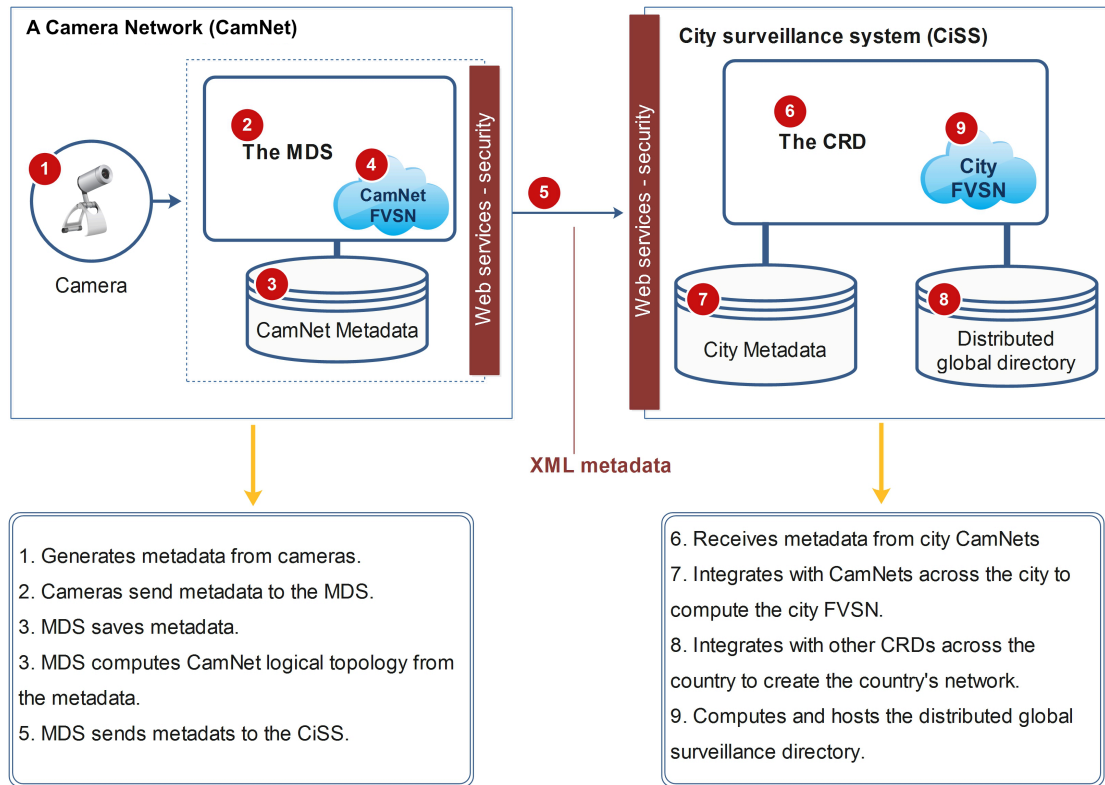 A Camera Network (CamNet)
1
Camera
2
The MDS
4
CamNet
FVSN
3
CamNet Metadata
Web services - security
5
XML metadata
Web services - security
City surveillance system (CiSS)
6
The CRD
9
City
FVSN
7
City Metadata
8
Distributed
global directory
1. Generates metadata from cameras.
2. Cameras send metadata to the MDS.
3. MDS saves metadata.
3. MDS computes CamNet logical topology from
the metadata.
5. MDS sends metadats to the CiSS.
6. Receives metadata from city CamNets
7. Integrates with CamNets across the city to
compute the city FVSN.
8. Integrates with other CRDs across the
country to create the country's network.
9. Computes and hosts the distributed global
surveillance directory.